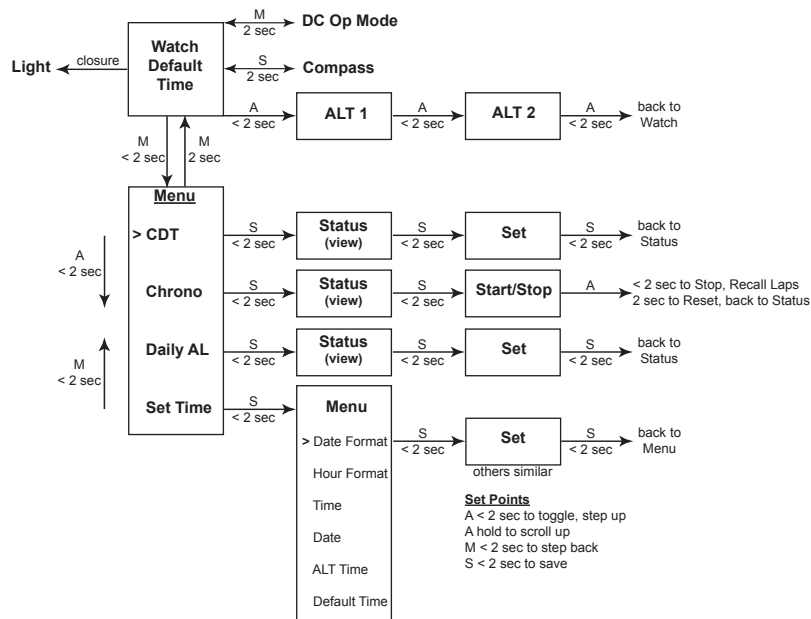 M
2 sec
DC Op Mode
Watch
Default
Time
Light
closure
S
2 sec
Compass
A
< 2 sec
ALT 1
A
< 2 sec
ALT 2
A
< 2 sec
back to
Watch
M
< 2 sec
M
2 sec
Menu
> CDT
S
< 2 sec
Status
(view)
S
< 2 sec
Set
S
< 2 sec
back to
Status
A
< 2 sec
Chrono
S
< 2 sec
Status
(view)
S
< 2 sec
Start/Stop
A
< 2 sec to Stop, Recall Laps
2 sec to Reset, back to Status
M
< 2 sec
Daily AL
S
< 2 sec
Status
(view)
S
< 2 sec
Set
S
< 2 sec
back to
Status
Set Time
S
< 2 sec
Menu
> Date Format
S
< 2 sec
Set
S
< 2 sec
back to
Menu
others similar
Hour Format
Time
Date
ALT Time
Default Time
Set Points
A < 2 sec to toggle, step up
A hold to scroll up
M < 2 sec to step back
S < 2 sec to save